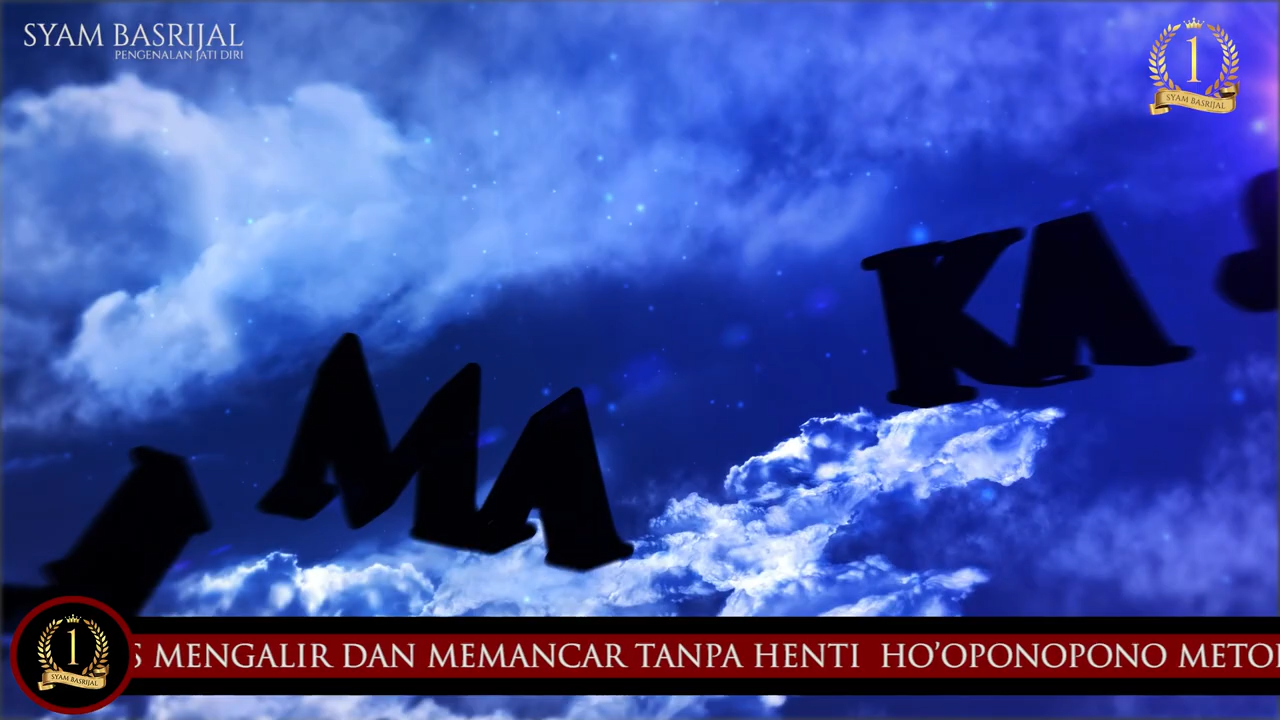 SYAM BASRIJAL
PENGENALAN JATI DIRI
1
SYAM BASRIJAL
MA KA
1
SYAM BASRIJAL
S MENGALIR DAN MEMANCAR TANPA HENTI HO'OPONOPONO METO